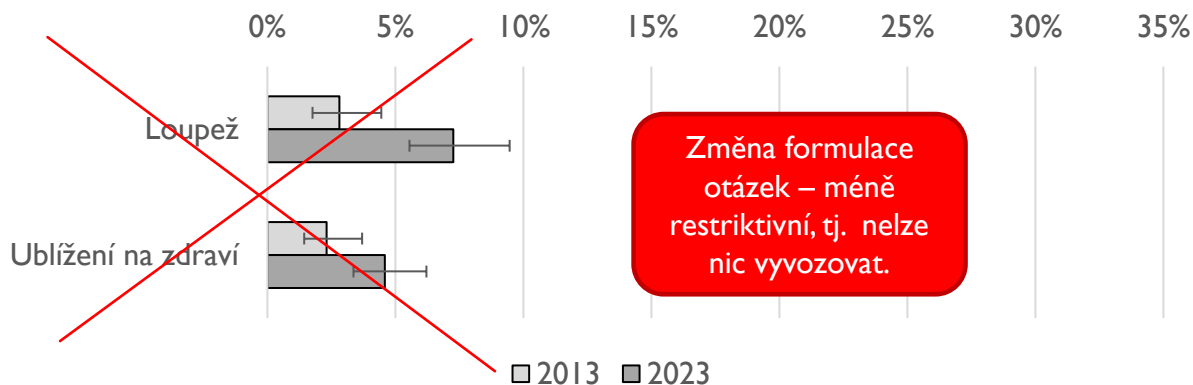 0% 5% 10% 15% 20% 25% 30% 35%
Loupež
Ublížení na zdraví
Změna formulace
otázek – méně
restriktivní, tj. nelze
nic vyvozovat.
2013 2023